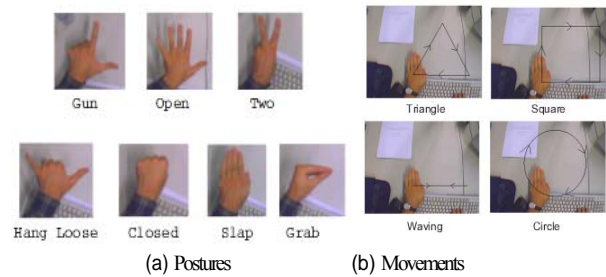 Gun Open Two
Hang Loose Closed Slap Grab
Triangle Square
Waving Circle
(a) Postures (b) Movements